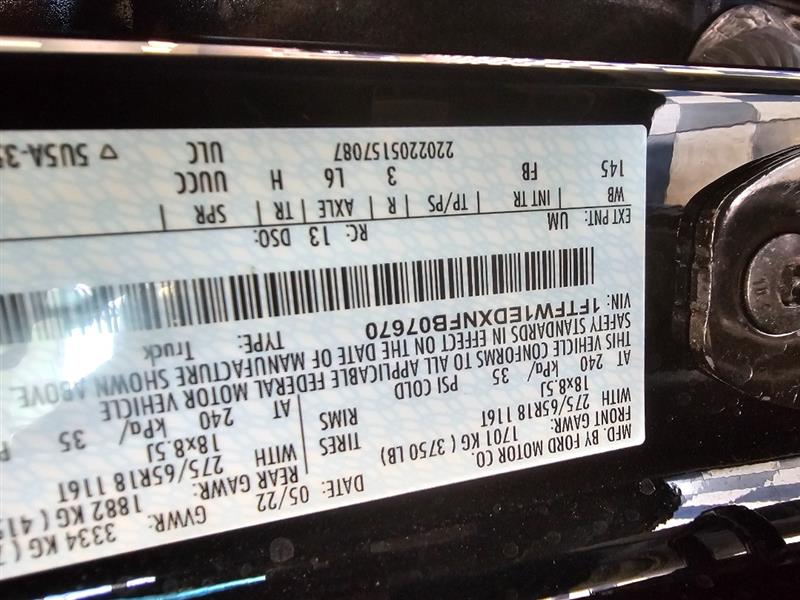 MFD. BY FORD MOTOR CO.
DATE: 05/22 GVWR: 3334 KG (
FRONT GAWR: 1701 KG ( 3750 LB) REAR GAWR: 1882 KG (
WITH 275/65R18 116T TIRES WITH 275/65R18 116T
18x8.5J RIMS 18x8.5J
AT 240 kPa/ 35 PSI COLD AT 240 kPa/ 35
THIS VEHICLE CONFORMS TO ALL APPLICABLE FEDERAL MOTOR VEHICLE
SAFETY STANDARDS IN EFFECT ON THE DATE OF MANUFACTURE SHOWN ABOVE.
VIN: 1FTFW1EDXNFB07670 TYPE: Truck
EXT PNT: UM RC: 13 DSO:
WB | INT TR | TP/PS | R | AXLE | TR | SPR |
145 FB 3 L6 H UUCC
2202205157087 ULC ▽ 5U5A-35